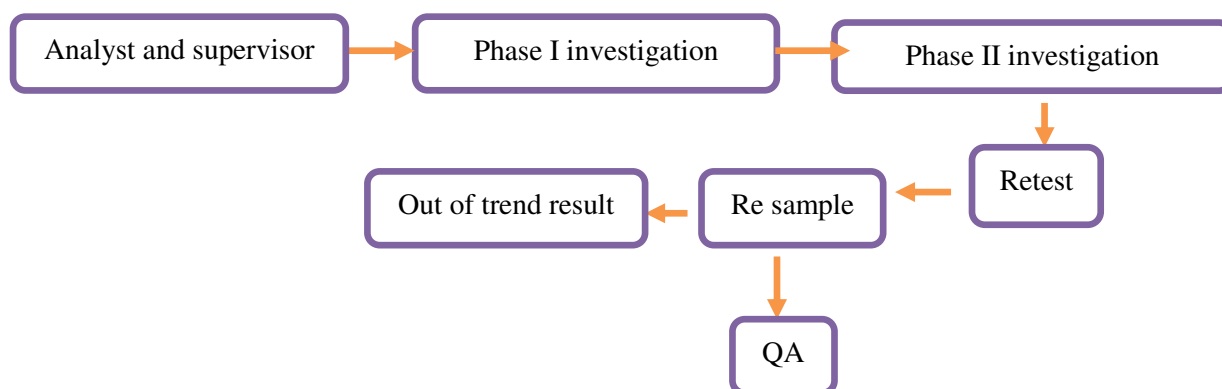 Analyst and supervisor
Phase I investigation
Phase II investigation
Retest
Re sample
Out of trend result
QA